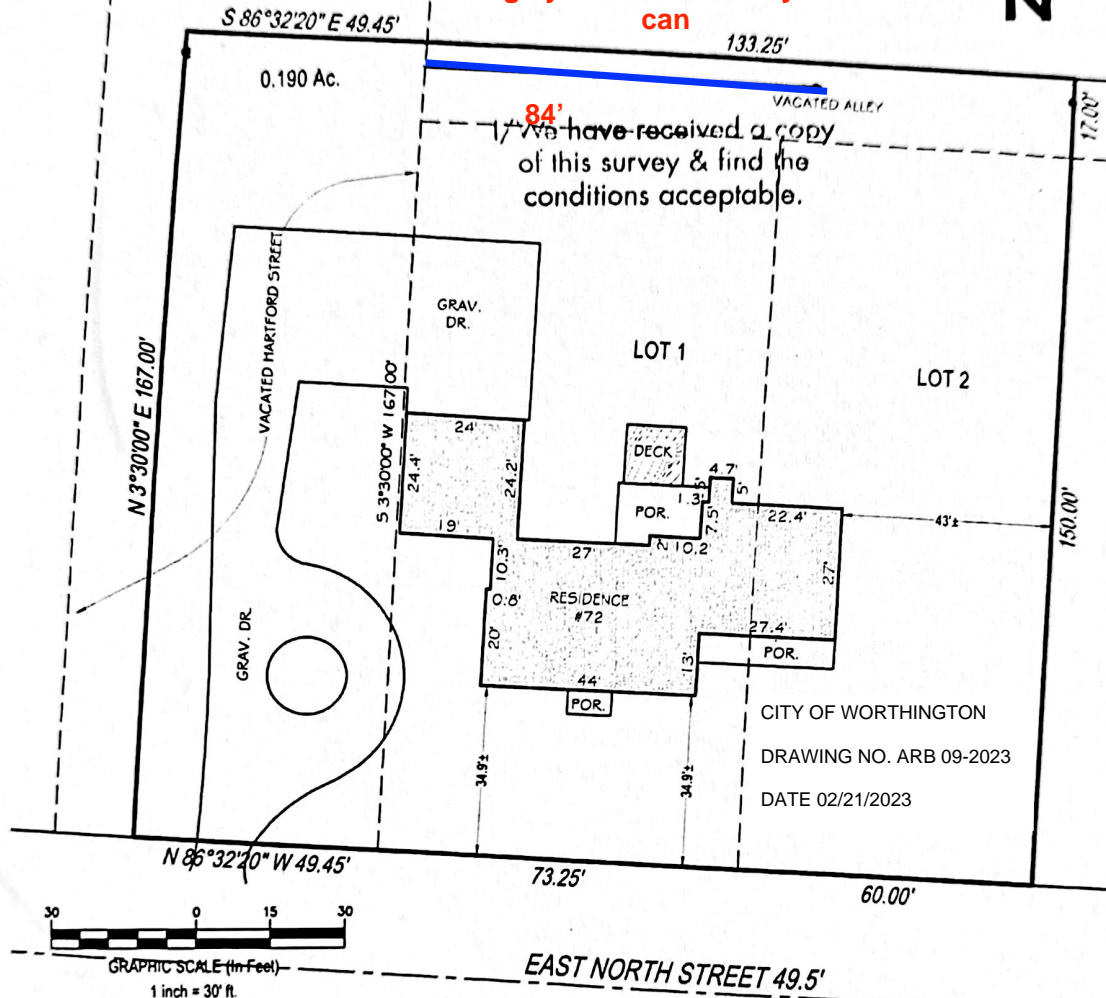 can
N
S 86°32'20" E 49.45'
133.25'
0.190 Ac.
VACATED ALLEY
17.00'
84'
I/We have received a copy
of this survey & find the
conditions acceptable.
VACATED HARTFORD STREET
GRAV.
DR.
LOT 1
LOT 2
N 3°30'00" E 167.00'
S 3°30'00" W 167.00'
24'
24.4'
24.2'
19'
DECK
4.7'
5'
5'
1.3'
POR.
7.5'
22.4'
43'±
150.00'
27'
2'
10.2'
10.3'
27'
RESIDENCE
#72
0.8'
20'
GRAV. DR.
27.4'
POR.
13'
44'
POR.
34.9'±
34.9'±
CITY OF WORTHINGTON
DRAWING NO. ARB 09-2023
DATE 02/21/2023
N 86°32'20" W 49.45'
73.25'
60.00'
30 0 15 30
GRAPHIC SCALE (In Feet)
1 inch = 30' ft.
EAST NORTH STREET 49.5'